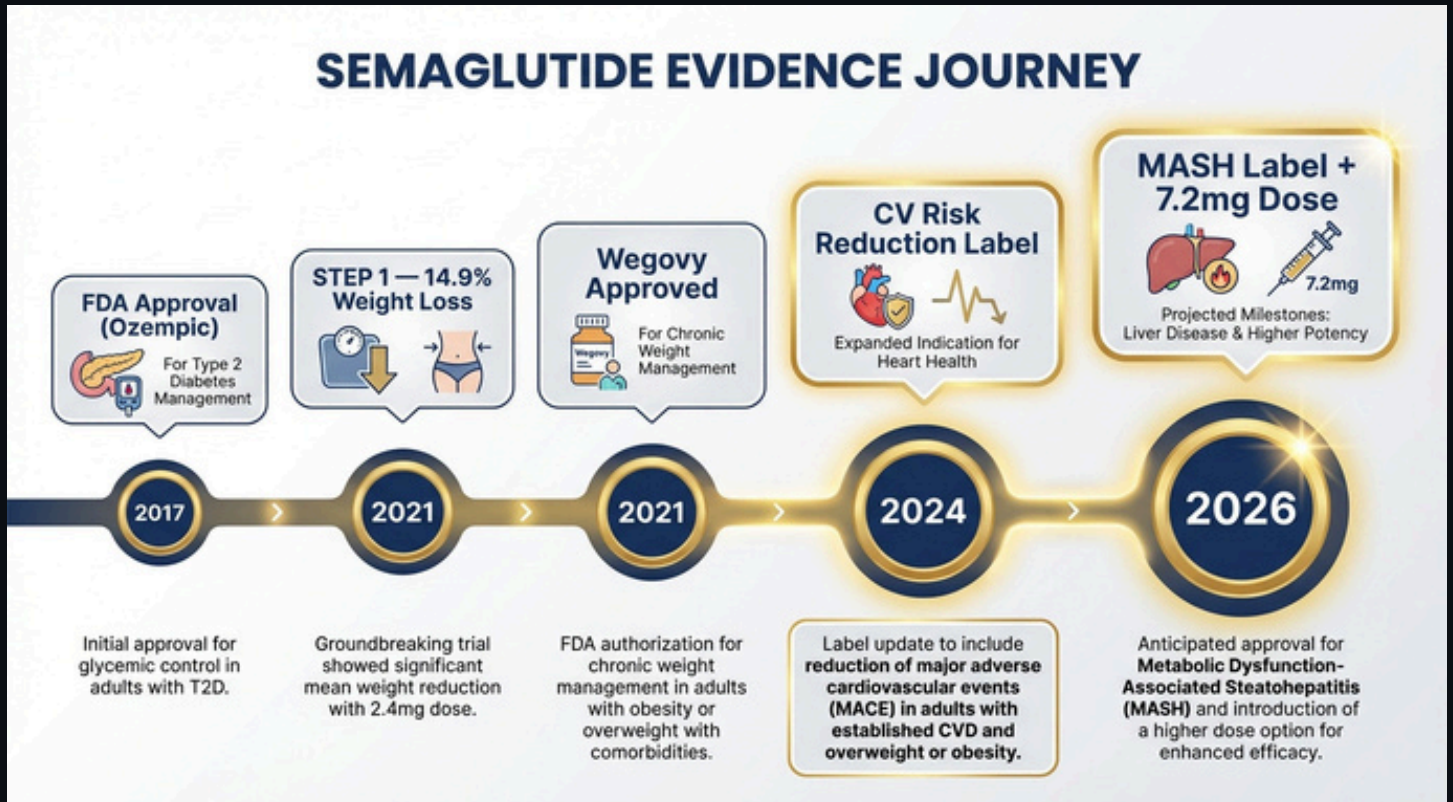 SEMAGLUTIDE EVIDENCE JOURNEY
FDA Approval
(Ozempic)
For Type 2
Diabetes
Management
STEP 1 — 14.9%
Weight Loss
Wegovy
Approved
Wegovy
For Chronic
Weight
Management
CV Risk
Reduction Label
Expanded Indication for
Heart Health
MASH Label +
7.2mg Dose
7.2mg
Projected Milestones:
Liver Disease & Higher Potency
2017
2021
2021
2024
2026
Initial approval for
glycemic control in
adults with T2D.
Groundbreaking trial
showed significant
mean weight reduction
with 2.4mg dose.
FDA authorization for
chronic weight
management in adults
with obesity or
overweight with
comorbidities.
Label update to include
reduction of major adverse
cardiovascular events
(MACE) in adults with
established CVD and
overweight or obesity.
Anticipated approval for
Metabolic Dysfunction-
Associated Steatohepatitis
(MASH) and introduction of
a higher dose option for
enhanced efficacy.